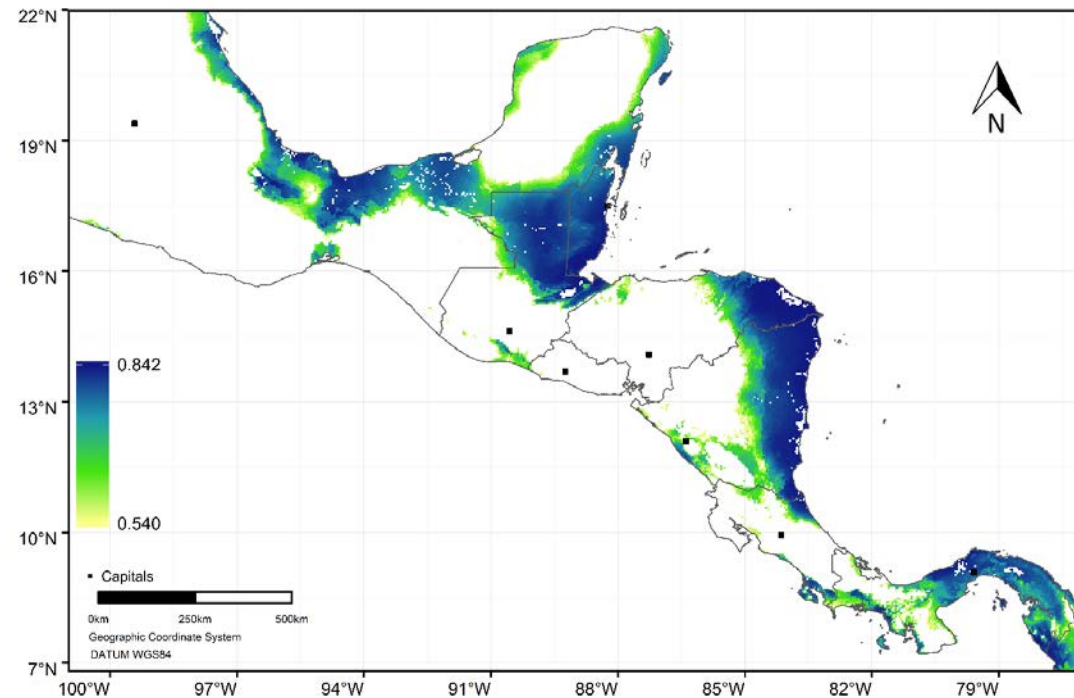 22°N
19°N
16°N
13°N
10°N
7°N
N
0.842
0.540
Capitals
0km 250km 500km
Geographic Coordinate System
DATUM WGS84
100°W 97°W 94°W 91°W 88°W 85°W 82°W 79°W